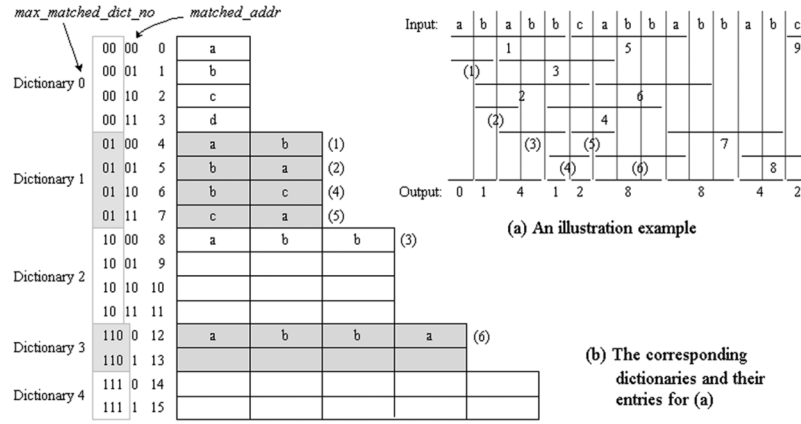 max_matched_dict_no matched_addr
Dictionary 0
00 00 0 a
00 01 1 b
00 10 2 c
00 11 3 d
Dictionary 1
01 00 4 a b (1)
01 01 5 b a (2)
01 10 6 b c (4)
01 11 7 c a (5)
Dictionary 2
10 00 8 a b b (3)
10 01 9
10 10 10
10 11 11
Dictionary 3
110 0 12 a b b a (6)
110 1 13
Dictionary 4
111 0 14
111 1 15
Input: a b a b b c a b b a b b a b c
1 5 9
(1) 3
2 6
(2) 4
(3) (5) 7
(4) (6) 8
Output: 0 1 4 1 2 8 8 4 2
(a) An illustration example
(b) The corresponding
dictionaries and their
entries for (a)